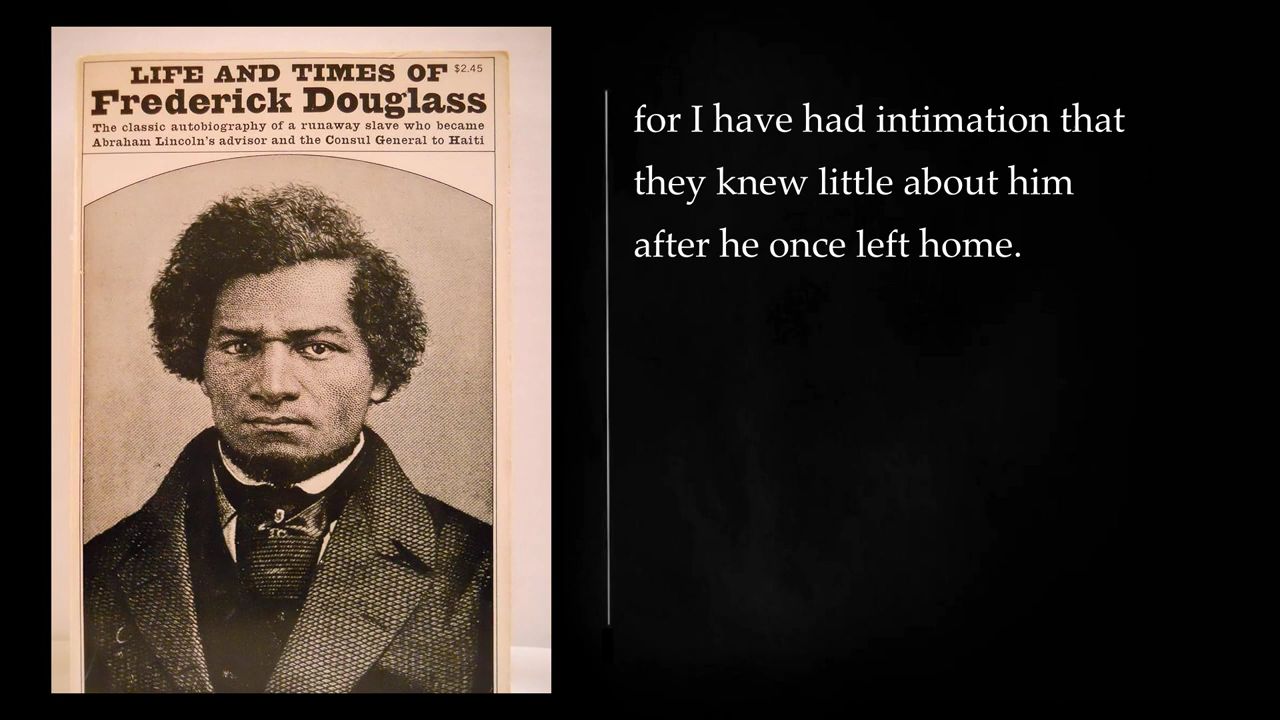 LIFE AND TIMES OF $2.45
Frederick Douglass
The classic autobiography of a runaway slave who became
Abraham Lincoln's advisor and the Consul General to Haiti
for I have had intimation that
they knew little about him
after he once left home.